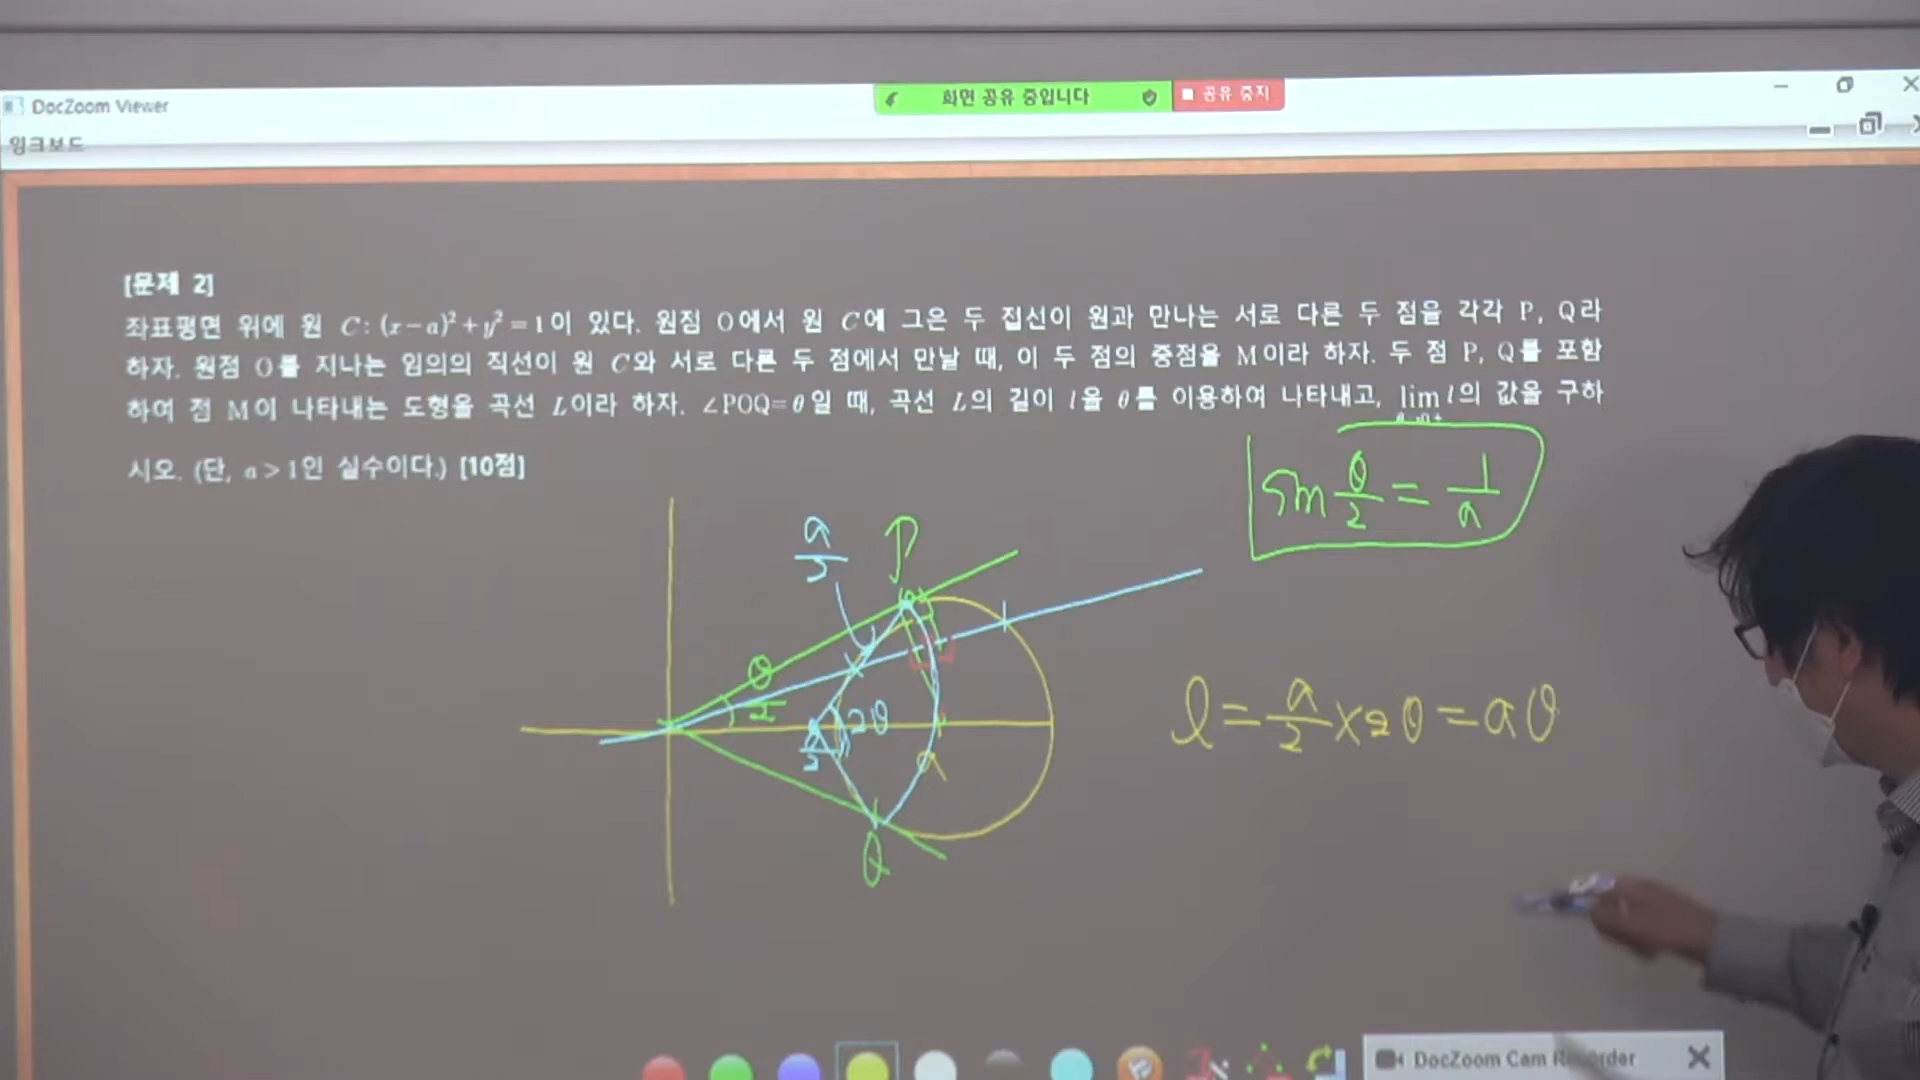 DocZoom Viewer
화면 공유 중입니다
공유 중지
잉크보드
[문제 2]
좌표평면 위에 원 C : (x-a)²+y²=1이 있다. 원점 O에서 원 C에 그은 두 접선이 원과 만나는 서로 다른 두 점을 각각 P, Q라
하자. 원점 O를 지나는 임의의 직선이 원 C와 서로 다른 두 점에서 만날 때, 이 두 점의 중점을 M이라 하자. 두 점 P, Q를 포함
하여 점 M이 나타내는 도형을 곡선 L이라 하자. ∠POQ=θ일 때, 곡선 L의 길이 l을 θ를 이용하여 나타내고, lim l의 값을 구하
시오. (단, a > 1인 실수이다.) [10점]
sin θ/2 = 1/a
a/2
P
θ/2
2θ
a/2
a
Q
l = a/2 × 2θ = aθ
DocZoom Cam Recorder